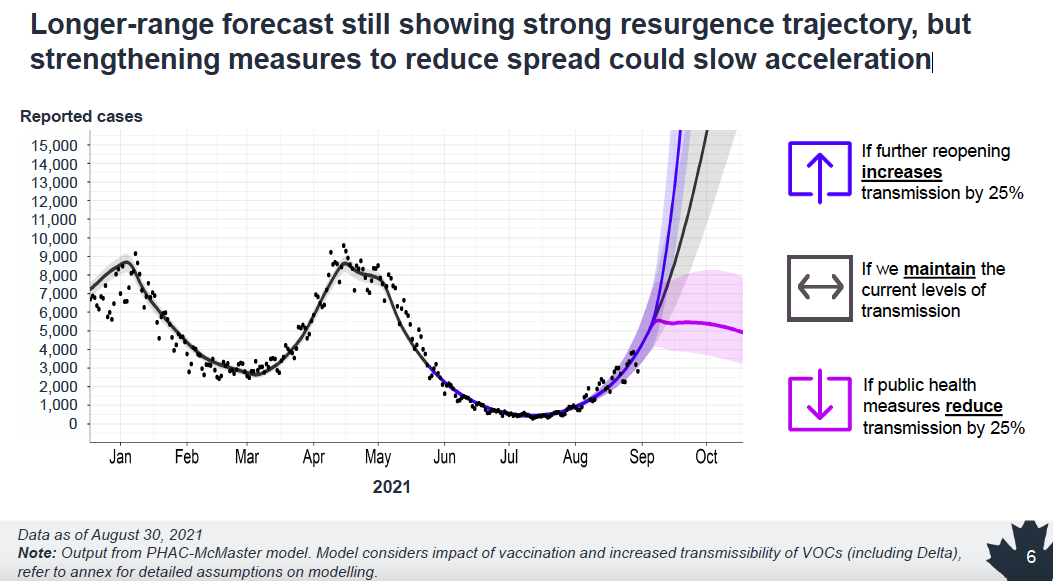 Longer-range forecast still showing strong resurgence trajectory, but
strengthening measures to reduce spread could slow acceleration
Reported cases
15,000
14,000
13,000
12,000
11,000
10,000
9,000
8,000
7,000
6,000
5,000
4,000
3,000
2,000
1,000
0
Jan Feb Mar Apr May Jun Jul Aug Sep Oct
2021
If further reopening
increases
transmission by 25%
If we maintain the
current levels of
transmission
If public health
measures reduce
transmission by 25%
Data as of August 30, 2021
Note: Output from PHAC-McMaster model. Model considers impact of vaccination and increased transmissibility of VOCs (including Delta),
refer to annex for detailed assumptions on modelling.
6